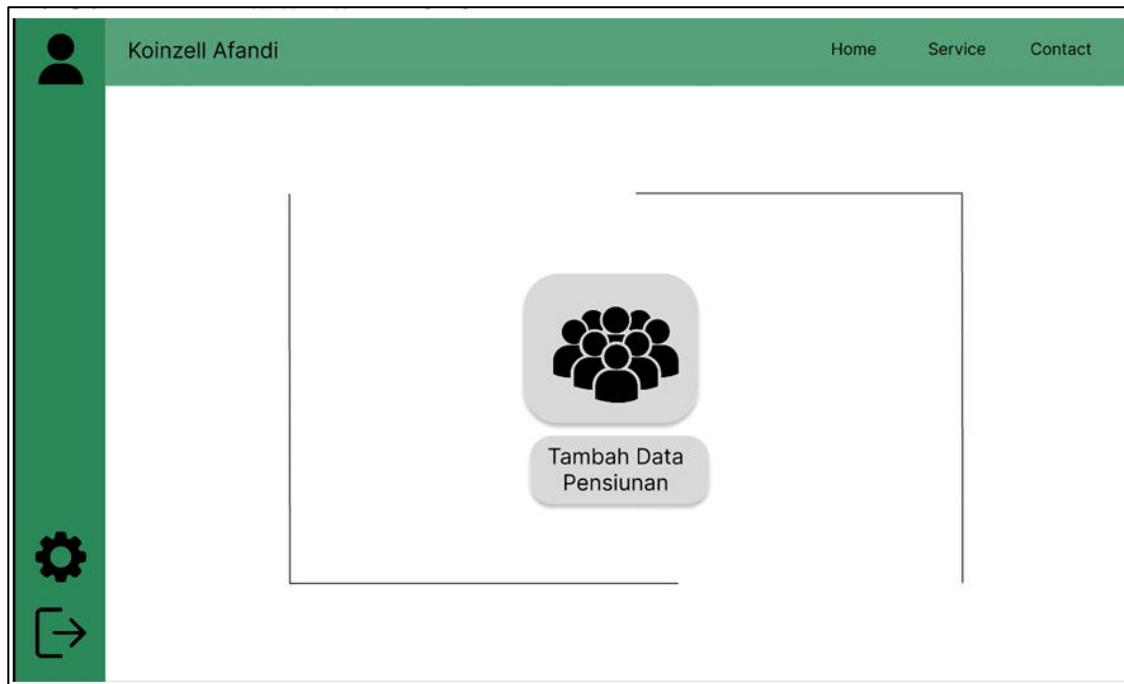 Koinzell Afandi
Home
Service
Contact
Tambah Data
Pensiunan